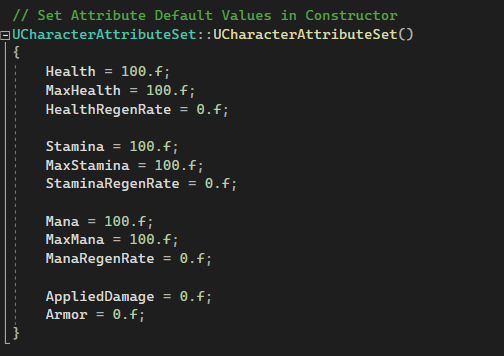 // Set Attribute Default Values in Constructor
UCharacterAttributeSet::UCharacterAttributeSet()
{
Health = 100.f;
MaxHealth = 100.f;
HealthRegenRate = 0.f;
Stamina = 100.f;
MaxStamina = 100.f;
StaminaRegenRate = 0.f;
Mana = 100.f;
MaxMana = 100.f;
ManaRegenRate = 0.f;
AppliedDamage = 0.f;
Armor = 0.f;
}